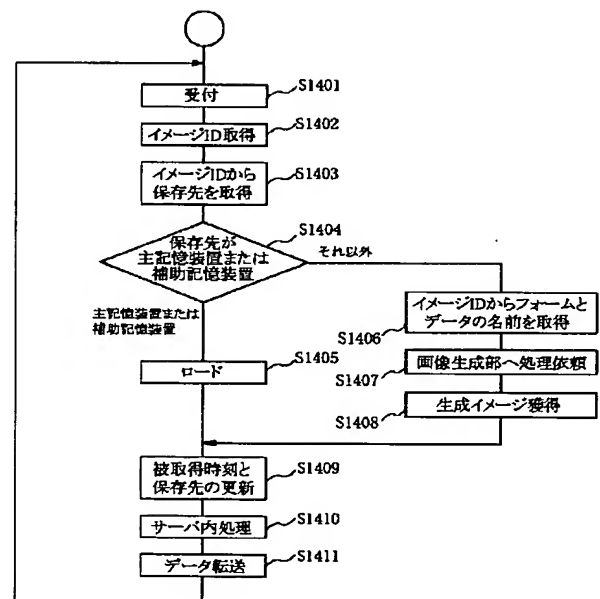 受付
S1401
イメージID取得
S1402
イメージIDから
保存先を取得
S1403
保存先が
主記憶装置または
補助記憶装置
S1404
それ以外
主記憶装置または
補助記憶装置
ロード
S1405
イメージIDからフォームと
データの名前を取得
S1406
画像生成部へ処理依頼
S1407
生成イメージ獲得
S1408
被取得時刻と
保存先の更新
S1409
サーバ内処理
S1410
データ転送
S1411